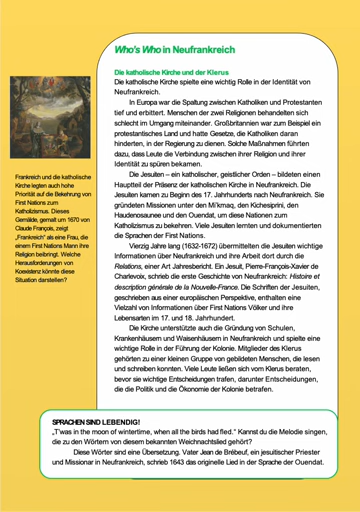 Who's Who in Neufrankreich
Die katholische Kirche und der Klerus
Die katholische Kirche spielte eine wichtig Rolle in der Identität von
Neufrankreich.
In Europa war die Spaltung zwischen Katholiken und Protestanten
tief und erbittert. Menschen der zwei Religionen behandelten sich
schlecht im Umgang miteinander. Großbritannien war zum Beispiel ein
protestantisches Land und hatte Gesetze, die Katholiken daran
hinderten, in der Regierung zu dienen. Solche Maßnahmen führten
dazu, dass Leute die Verbindung zwischen ihrer Religion und ihrer
Identität zu spüren bekamen.
Die Jesuiten – ein katholischer, geistlicher Orden – bildeten einen
Hauptteil der Präsenz der katholischen Kirche in Neufrankreich. Die
Jesuiten kamen zu Beginn des 17. Jahrhunderts nach Neufrankreich. Sie
gründeten Missionen unter den Mi'kmaq, den Kichesiprini, den
Haudenosaunee und den Ouendat, um diese Nationen zum
Katholizismus zu bekehren. Viele Jesuiten lernten und dokumentierten
die Sprachen der First Nations.
Vierzig Jahre lang (1632-1672) übermittelten die Jesuiten wichtige
Informationen über Neufrankreich und ihre Arbeit dort durch die
Relations, einer Art Jahresbericht. Ein Jesuit, Pierre-François-Xavier de
Charlevoix, schrieb die erste Geschichte von Neufrankreich: Histoire et
description générale de la Nouvelle-France. Die Schriften der Jesuiten,
geschrieben aus einer europäischen Perspektive, enthalten eine
Vielzahl von Informationen über First Nations Völker und ihre
Lebensarten im 17. und 18. Jahrhundert.
Die Kirche unterstützte auch die Gründung von Schulen,
Krankenhäusern und Waisenhäusern in Neufrankreich und spielte eine
wichtige Rolle in der Führung der Kolonie. Mitglieder des Klerus
gehörten zu einer kleinen Gruppe von gebildeten Menschen, die lesen
und schreiben konnten. Viele Leute ließen sich vom Klerus beraten,
bevor sie wichtige Entscheidungen trafen, darunter Entscheidungen,
die die Politik und die Ökonomie der Kolonie betrafen.
Frankreich und die katholische
Kirche legten auch hohe
Priorität auf die Bekehrung von
First Nations zum
Katholizismus. Dieses
Gemälde, gemalt um 1670 von
Claude François, zeigt
„Frankreich“ als eine Frau, die
einem First Nations Mann ihre
Religion beibringt. Welche
Herausforderungen von
Koexistenz könnte diese
Situation darstellen?
SPRACHEN SIND LEBENDIG!
„T'was in the moon of wintertime, when all the birds had fled.“ Kannst du die Melodie singen,
die zu den Wörtern von diesem bekannten Weihnachtslied gehört?
Diese Wörter sind eine Übersetzung. Vater Jean de Brébeuf, ein jesuitischer Priester
und Missionar in Neufrankreich, schrieb 1643 das originelle Lied in der Sprache der Ouendat.